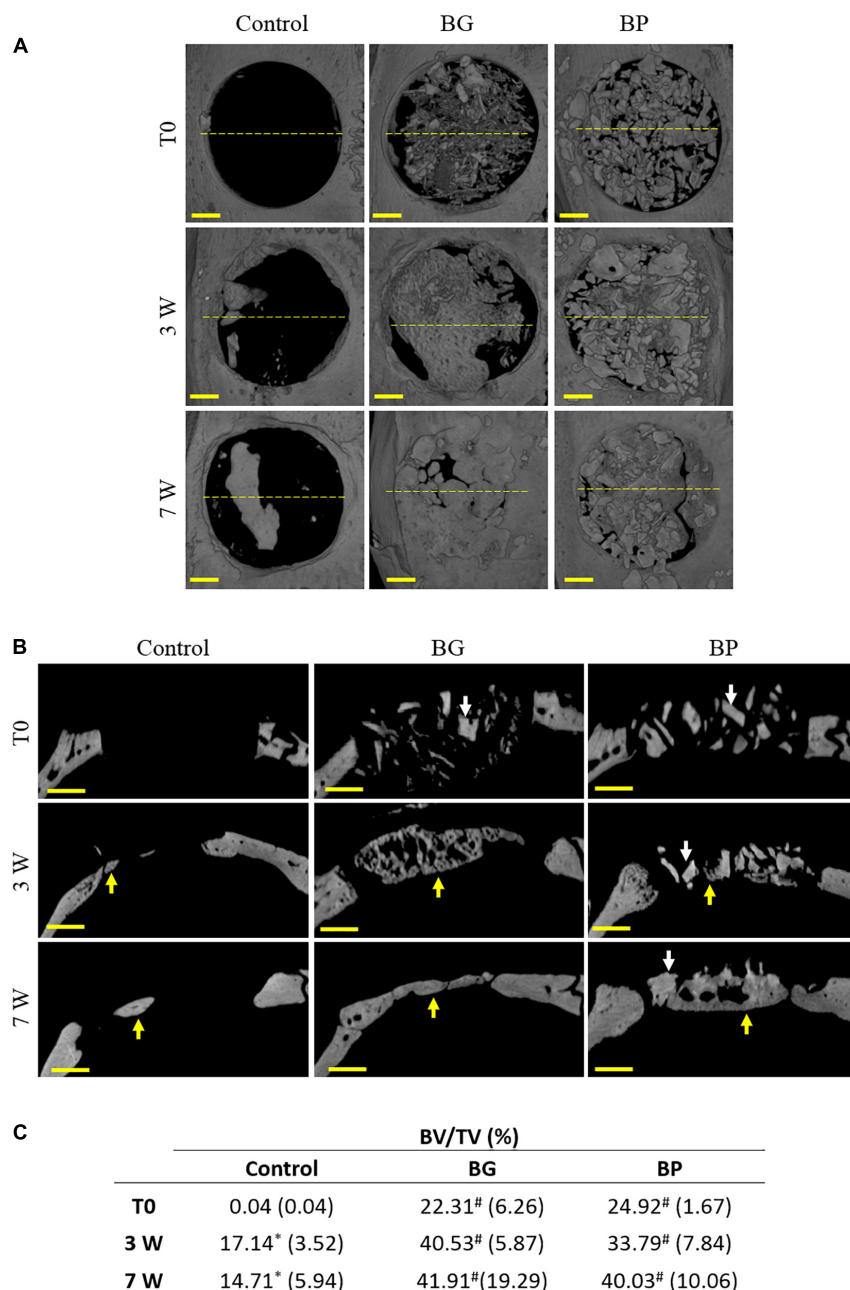 A
Control BG BP
T0
3 W
7 W
B
Control BG BP
T0
3 W
7 W
C
BV/TV (%)
Control BG BP
T0 0.04 (0.04) 22.31# (6.26) 24.92# (1.67)
3 W 17.14* (3.52) 40.53# (5.87) 33.79# (7.84)
7 W 14.71* (5.94) 41.91#(19.29) 40.03# (10.06)